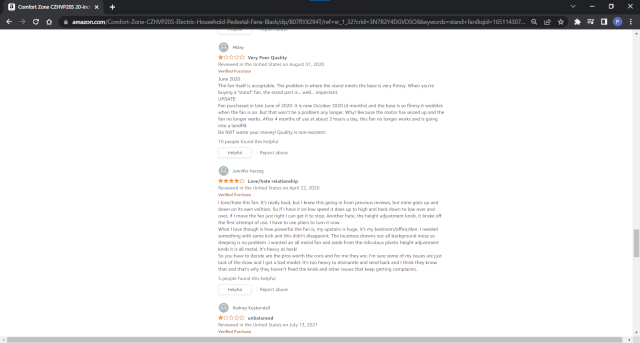 Comfort Zone CZHVP20S 20-Inc
amazon.com/Comfort-Zone-CZHVP20S-Electric-Household-Pedestal-Fans-Black/dp/
Helpful Report abuse
Mikey
Very Poor Quality
Reviewed in the United States on August 31, 2020
Verified Purchase
June 2020
The fan itself is acceptable. The problem is where the stand meets the base is very flimsy. When you're
buying a "stand" fan, the stand part is... well... important.
UPDATE:
Fan purchased in late June of 2020. It is now October 2020 (4 months) and the base is so flimsy it wobbles
when the fan is on. But that won't be a problem any longer. Why? Because the motor has seized up and the
fan no longer works. After 4 months of use at about 2 hours a day, this fan no longer works and is going
into a landfill.
Do NOT waste your money! Quality is non-existent.
10 people found this helpful
Helpful Report abuse
Jennifer Herzog
Love/hate relationship
Reviewed in the United States on April 22, 2020
Verified Purchase
I love/hate this fan. It's really loud, but I knew this going in from previous reviews, but mine goes up and
down on its own volition. So if I have it on low speed it does up to high and back down to low over and
over, if I move the fan just right I can get it to stop. Another hate, the height adjustment knob, it broke off
the first attempt of use. I have to use pliers to turn it now.
What I love though is how powerful the fan is, my upstairs is huge, it's my bedroom/office/den. I needed
something with some kick and this didn't disappoint. The loudness drowns out all background noise so
sleeping is no problem. I wanted an all metal fan and aside from the ridiculous plastic height adjustment
knob it is all metal. It's heavy as heck!
So you have to decide are the pros worth the cons and for me they are. I'm sure some of my issues are just
luck of the draw and I got a bad model. It's too heavy to dismantle and send back and I think they know
that and that's why they haven't fixed the knob and other issues that keep getting complaints.
5 people found this helpful
Helpful Report abuse
Rodney Kuykendall
unbalanced
Reviewed in the United States on July 13, 2021
Verified Purchase